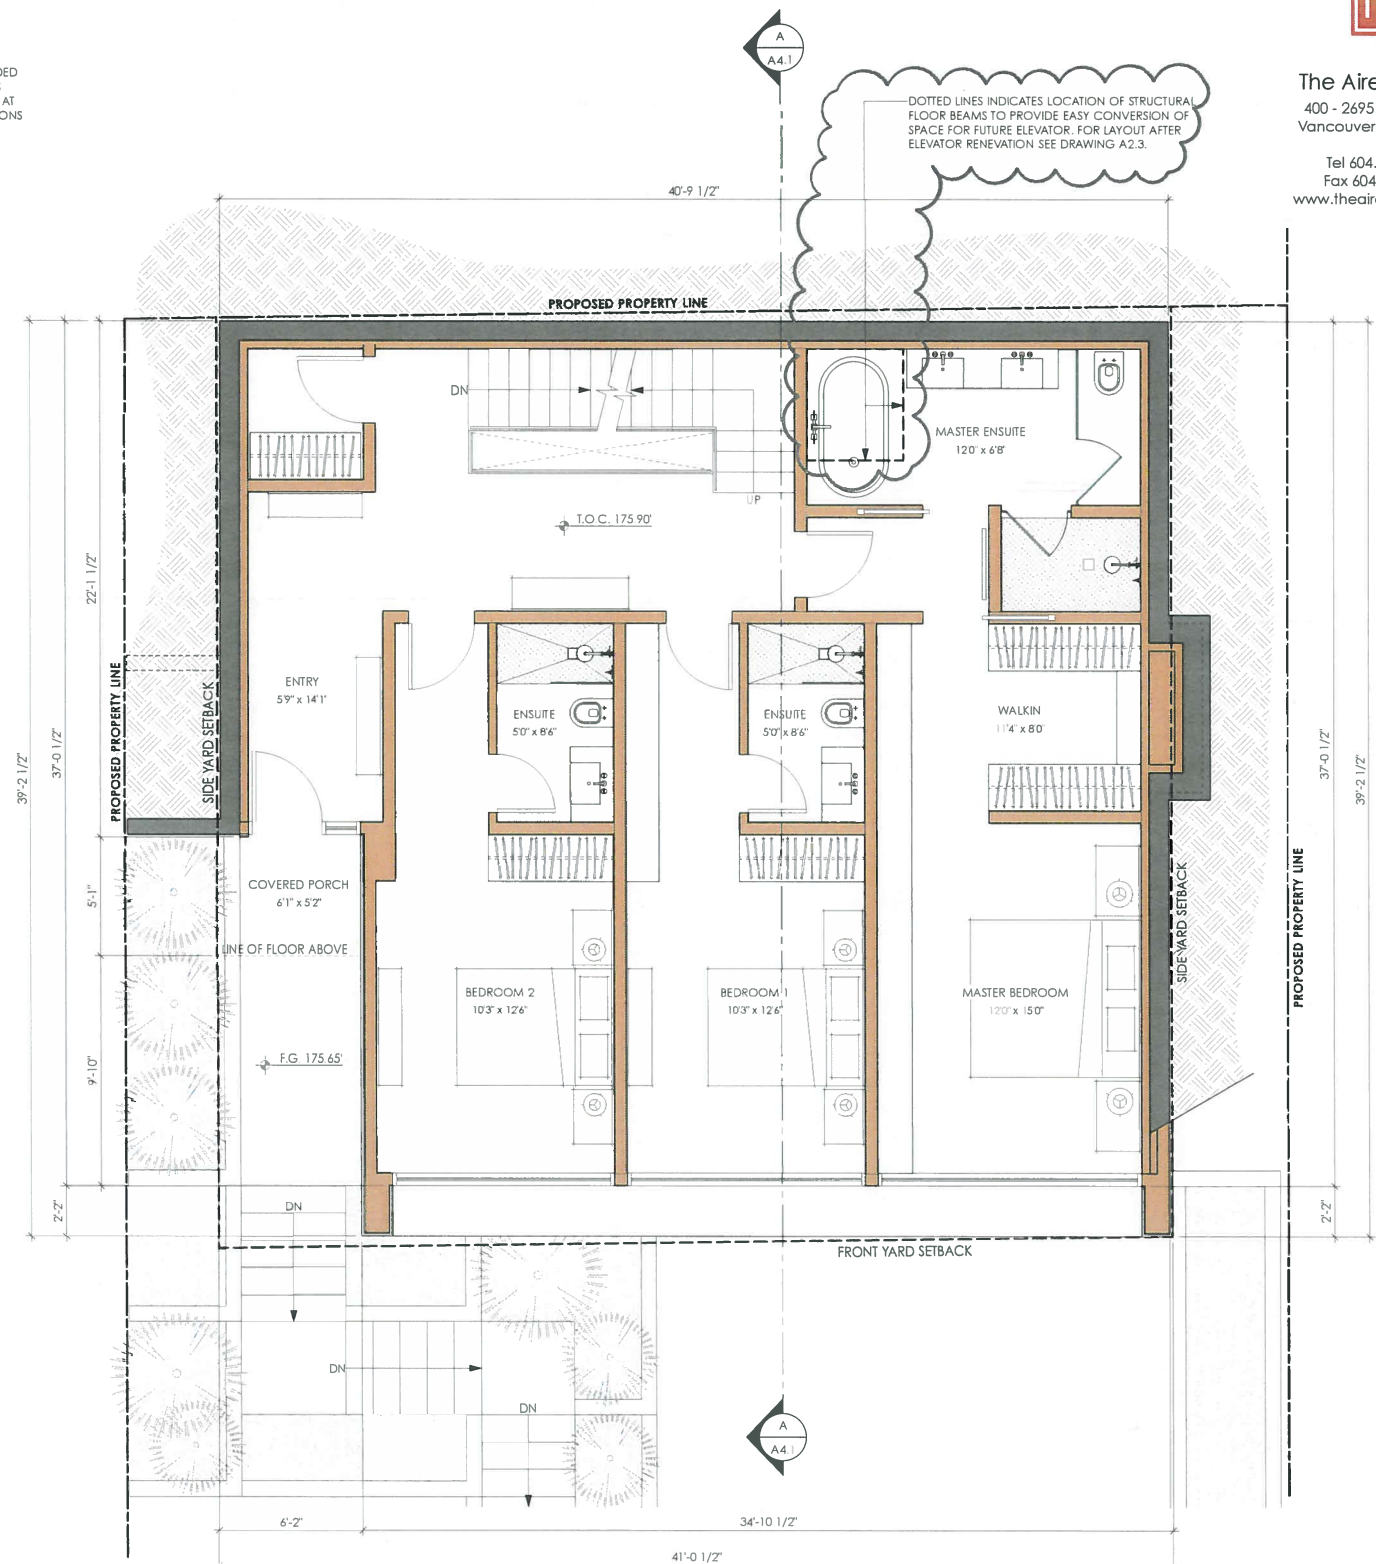 DED
AT
ONS
A
A4.1
DOTTED LINES INDICATES LOCATION OF STRUCTURAL
FLOOR BEAMS TO PROVIDE EASY CONVERSION OF
SPACE FOR FUTURE ELEVATOR. FOR LAYOUT AFTER
ELEVATOR RENEVATION SEE DRAWING A2.3.
The Aire
400 - 2695
Vancouver
Tel 604.
Fax 604
www.theair
40'-9 1/2"
PROPOSED PROPERTY LINE
DN
UP
MASTER ENSUITE
12'0" x 6'8"
T.O.C. 175.90'
22'-1 1/2"
39'-2 1/2"
37'-0 1/2"
PROPOSED PROPERTY LINE
SIDE YARD SETBACK
ENTRY
5'9" x 14'1"
ENSUITE
5'0" x 8'6"
ENSUITE
5'0" x 8'6"
WALKIN
11'4" x 8'0"
37'-0 1/2"
39'-2 1/2"
COVERED PORCH
6'1" x 5'2"
5'-1"
LINE OF FLOOR ABOVE
SIDE YARD SETBACK
PROPOSED PROPERTY LINE
BEDROOM 2
10'3" x 12'6"
BEDROOM 1
10'3" x 12'6"
MASTER BEDROOM
12'0" x 15'0"
9'-10"
F.G. 175.65'
2'-2"
DN
2'-2"
FRONT YARD SETBACK
DN
DN
A
A4.1
6'-2"
34'-10 1/2"
41'-0 1/2"